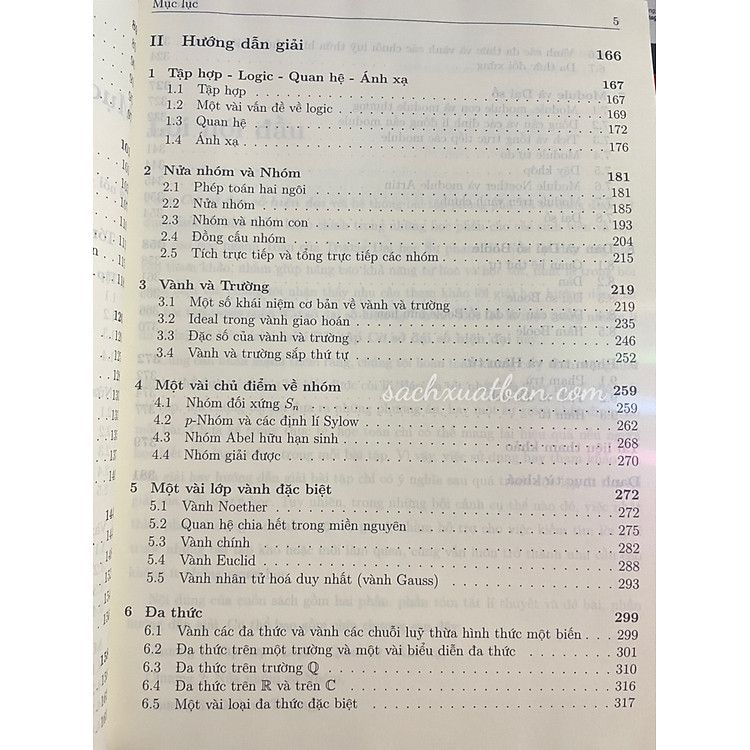 Mục lục 5
II Hướng dẫn giải 166
1 Tập hợp - Logic - Quan hệ - Ánh xạ 167
1.1 Tập hợp 167
1.2 Một vài vấn đề về logic 169
1.3 Quan hệ 172
1.4 Ánh xạ 176
2 Nửa nhóm và Nhóm 181
2.1 Phép toán hai ngôi 181
2.2 Nửa nhóm 185
2.3 Nhóm và nhóm con 193
2.4 Đồng cấu nhóm 204
2.5 Tích trực tiếp và tổng trực tiếp các nhóm 215
3 Vành và Trường 219
3.1 Một số khái niệm cơ bản về vành và trường 219
3.2 Ideal trong vành giao hoán 235
3.3 Đặc số của vành và trường 246
3.4 Vành và trường sắp thứ tự 252
4 Một vài chủ điểm về nhóm 259
sachxuatban.com
4.1 Nhóm đối xứng Sₙ 259
4.2 p-Nhóm và các định lí Sylow 262
4.3 Nhóm Abel hữu hạn sinh 268
4.4 Nhóm giải được 270
5 Một vài lớp vành đặc biệt 272
5.1 Vành Noether 272
5.2 Quan hệ chia hết trong miền nguyên 275
5.3 Vành chính 282
5.4 Vành Euclid 288
5.5 Vành nhân tử hoá duy nhất (vành Gauss) 293
6 Đa thức 299
6.1 Vành các đa thức và vành các chuỗi luỹ thừa hình thức một biến 299
6.2 Đa thức trên một trường và một vài biểu diễn đa thức 301
6.3 Đa thức trên trường ℚ 310
6.4 Đa thức trên ℝ và trên ℂ 316
6.5 Một vài loại đa thức đặc biệt 317